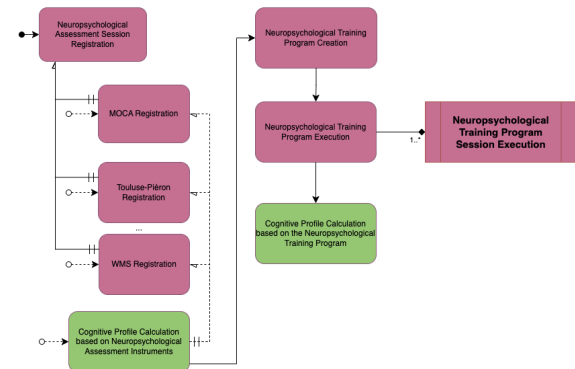 Neuropsychological
Assessment Session
Registration
MOCA Registration
Touluse-Pièron
Registration
...
WMS Registration
Cognitive Profile Calculation
based on Neuropsychological
Assessment Instruments
Neuropsychological Training
Program Creation
Neuropsychological Training
Program Execution
1..*
Neuropsychological
Training Program
Session Execution
Cognitive Profile Calculation
based on the Neuropsychological
Training Program